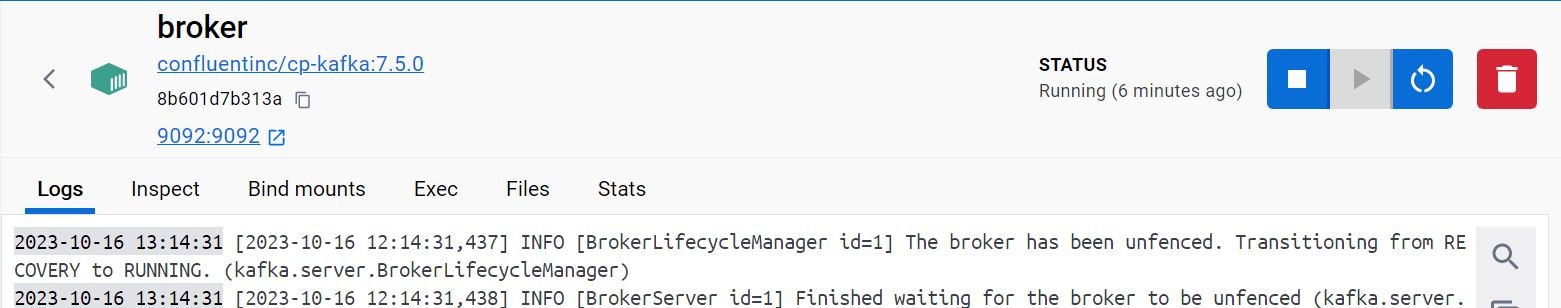 broker
confluentinc/cp-kafka:7.5.0
8b601d7b313a
9092:9092
STATUS
Running (6 minutes ago)
Logs Inspect Bind mounts Exec Files Stats
2023-10-16 13:14:31 [2023-10-16 12:14:31,437] INFO [BrokerLifecycleManager id=1] The broker has been unfenced. Transitioning from RE
COVERY to RUNNING. (kafka.server.BrokerLifecycleManager)
2023-10-16 13:14:31 [2023-10-16 12:14:31,438] INFO [BrokerServer id=1] Finished waiting for the broker to be unfenced (kafka.server.